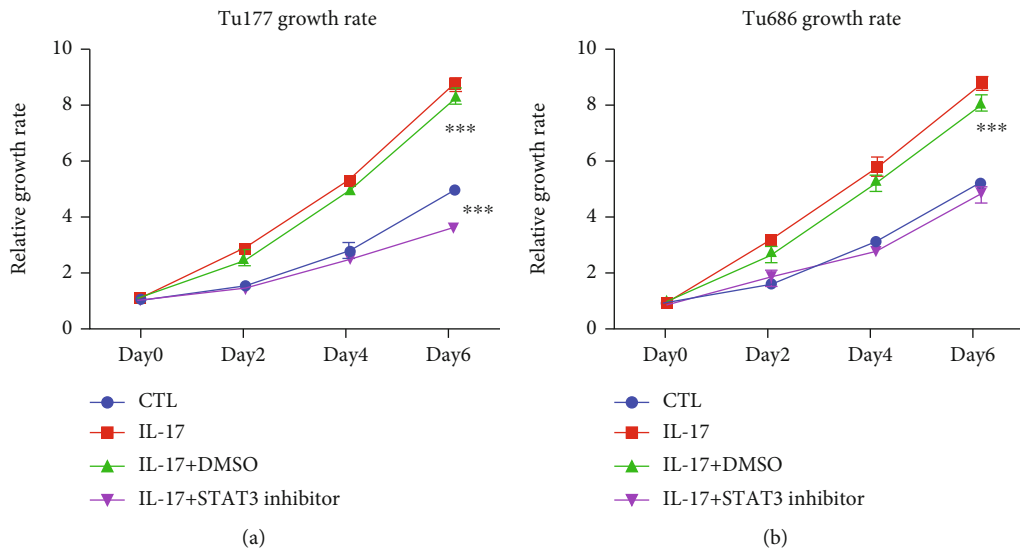 Tu177 growth rate
10
8
6
4
2
0
Relative growth rate
***
***
Day0 Day2 Day4 Day6
CTL
IL-17
IL-17+DMSO
IL-17+STAT3 inhibitor
(a)
Tu686 growth rate
10
8
6
4
2
0
Relative growth rate
***
Day0 Day2 Day4 Day6
CTL
IL-17
IL-17+DMSO
IL-17+STAT3 inhibitor
(b)